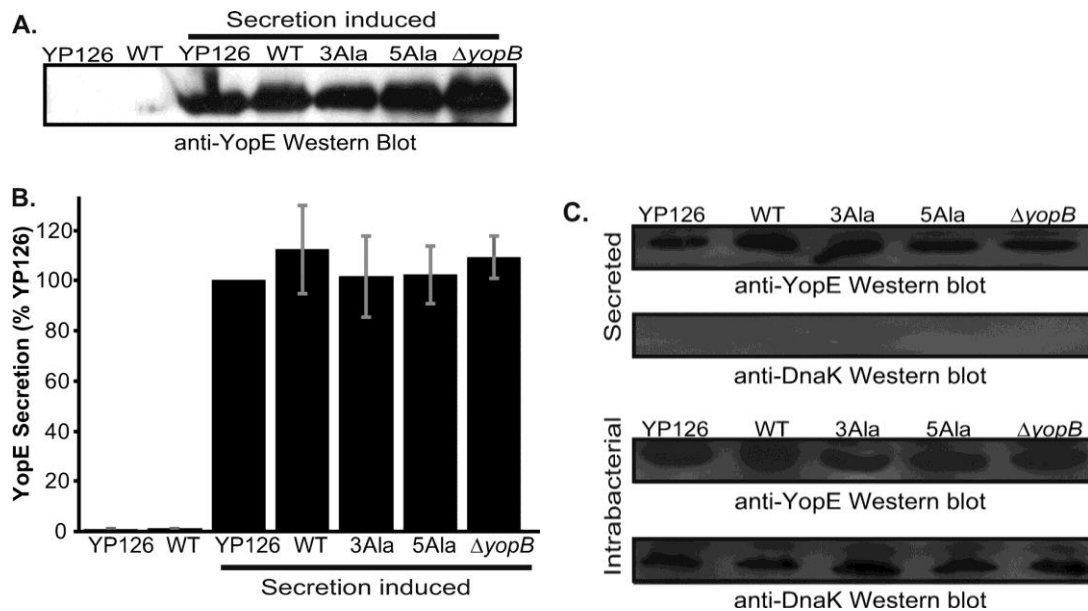 A.
Secretion induced
YP126 WT YP126 WT 3Ala 5Ala ΔyopB
anti-YopE Western Blot
B.
YopE Secretion (% YP126)
120
100
80
60
40
20
0
YP126 WT YP126 WT 3Ala 5Ala ΔyopB
Secretion induced
C.
Secreted
YP126 WT 3Ala 5Ala ΔyopB
anti-YopE Western blot
anti-DnaK Western blot
Intrabacterial
YP126 WT 3Ala 5Ala ΔyopB
anti-YopE Western blot
anti-DnaK Western blot